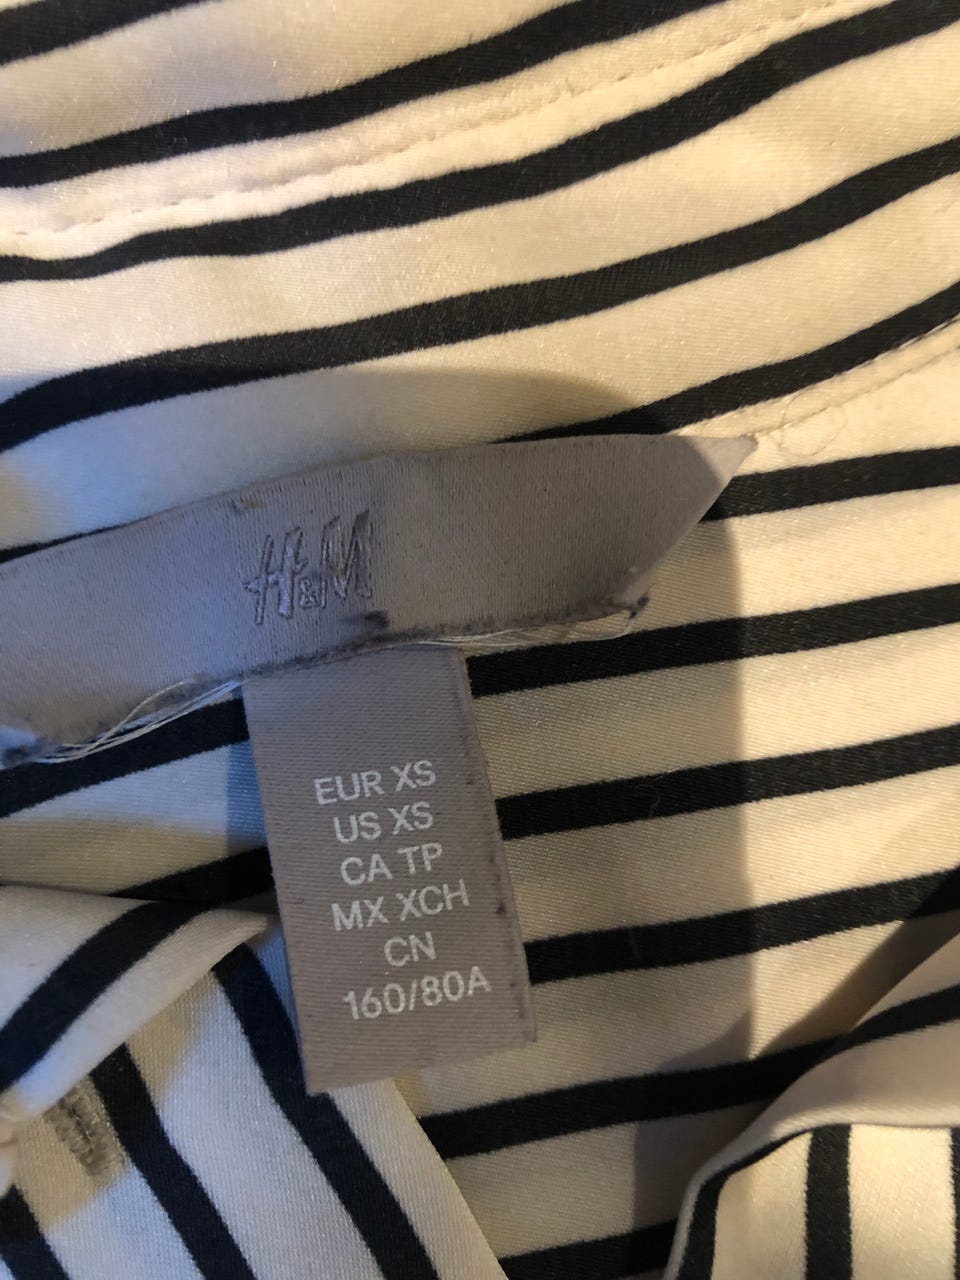 H&M
EUR XS
US XS
CA TP
MX XCH
CN
160/80A